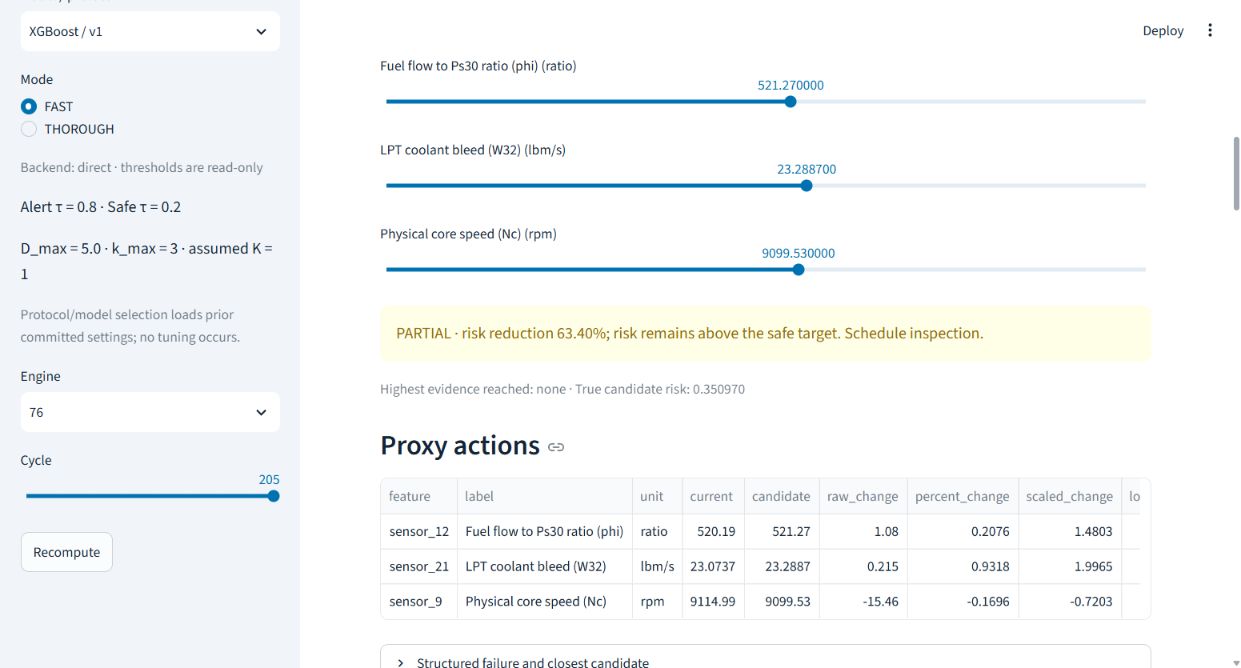 XGBoost / v1
Mode
FAST
THOROUGH
Backend: direct · thresholds are read-only
Alert τ = 0.8 · Safe τ = 0.2
D_max = 5.0 · k_max = 3 · assumed K =
1
Protocol/model selection loads prior
committed settings; no tuning occurs.
Engine
76
Cycle
205
Recompute
Deploy
Fuel flow to Ps30 ratio (phi) (ratio)
521.270000
LPT coolant bleed (W32) (lbm/s)
23.288700
Physical core speed (Nc) (rpm)
9099.530000
PARTIAL · risk reduction 63.40%; risk remains above the safe target. Schedule inspection.
Highest evidence reached: none · True candidate risk: 0.350970
Proxy actions
feature label unit current candidate raw_change percent_change scaled_change lo
sensor_12 Fuel flow to Ps30 ratio (phi) ratio 520.19 521.27 1.08 0.2076 1.4803
sensor_21 LPT coolant bleed (W32) lbm/s 23.0737 23.2887 0.215 0.9318 1.9965
sensor_9 Physical core speed (Nc) rpm 9114.99 9099.53 -15.46 -0.1696 -0.7203
Structured failure and closest candidate